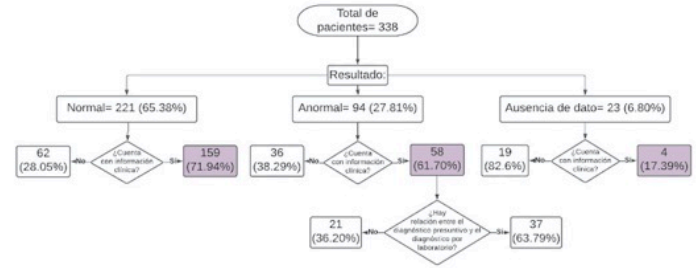 Total de
pacientes= 338
Resultado:
Normal= 221 (65.38%)
Anormal= 94 (27.81%)
Ausencia de dato= 23 (6.80%)
62
(28.05%)
No
¿Cuenta
con información
clínica?
Si
159
(71.94%)
36
(38.29%)
No
¿Cuenta
con información
clínica?
Si
58
(61.70%)
19
(82.6%)
No
¿Cuenta
con información
clínica?
Si
4
(17.39%)
21
(36.20%)
No
¿Hay
relación entre el
diagnóstico presuntivo y el
diagnóstico por
laboratorio?
Si
37
(63.79%)